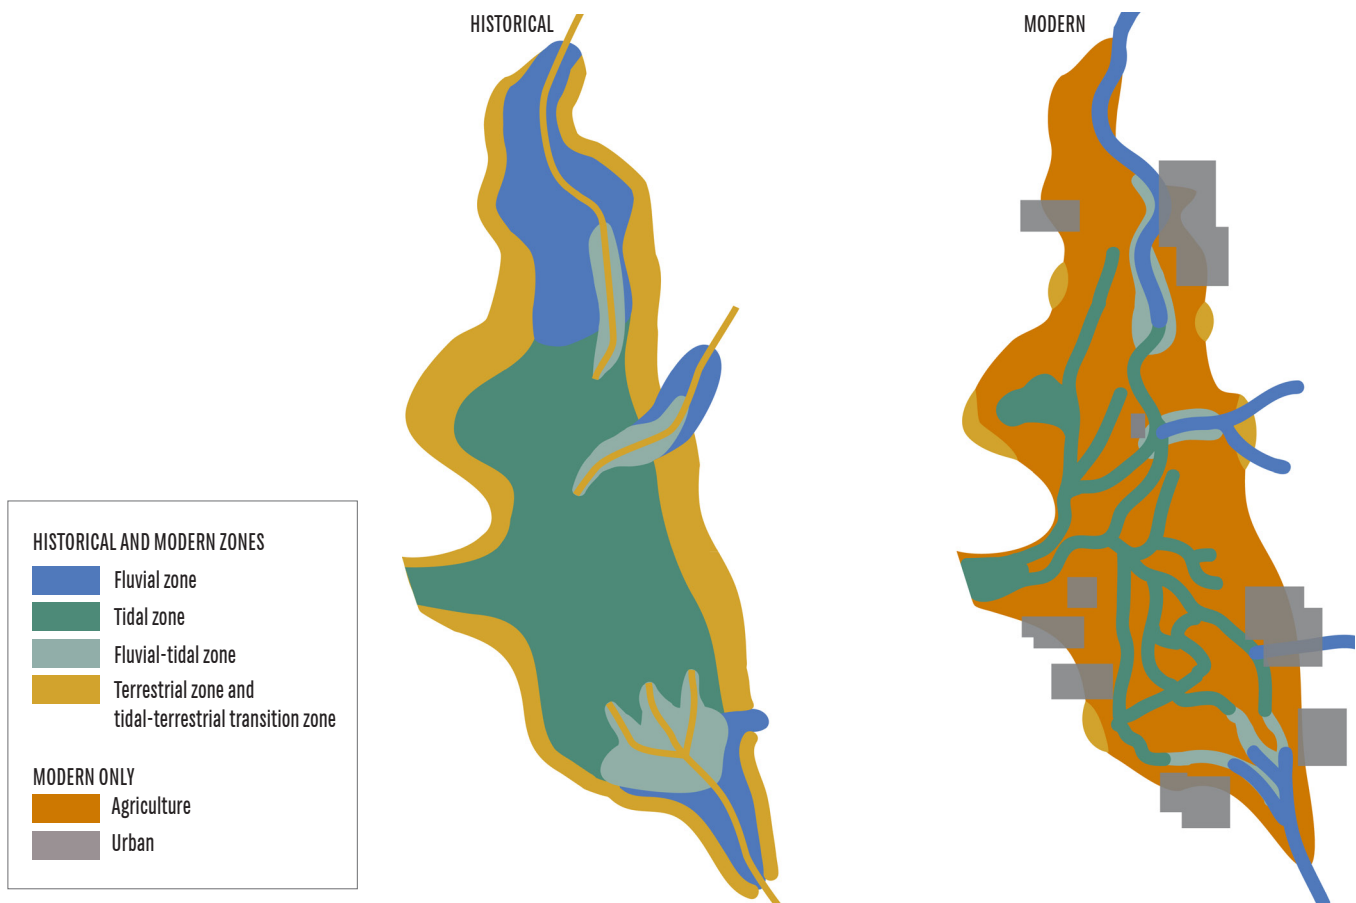 HISTORICAL
MODERN
HISTORICAL AND MODERN ZONES
Fluvial zone
Tidal zone
Fluvial-tidal zone
Terrestrial zone and
tidal-terrestrial transition zone
MODERN ONLY
Agriculture
Urban